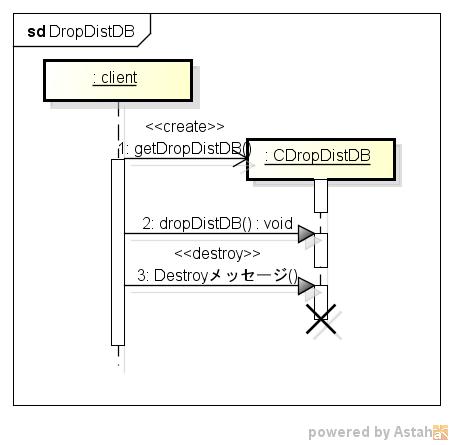 sd DropDistDB
: client
<<create>>
1: getDropDistDB()
: CDropDistDB
2: dropDistDB() : void
<<destroy>>
3: Destroyメッセージ()
powered by Astah